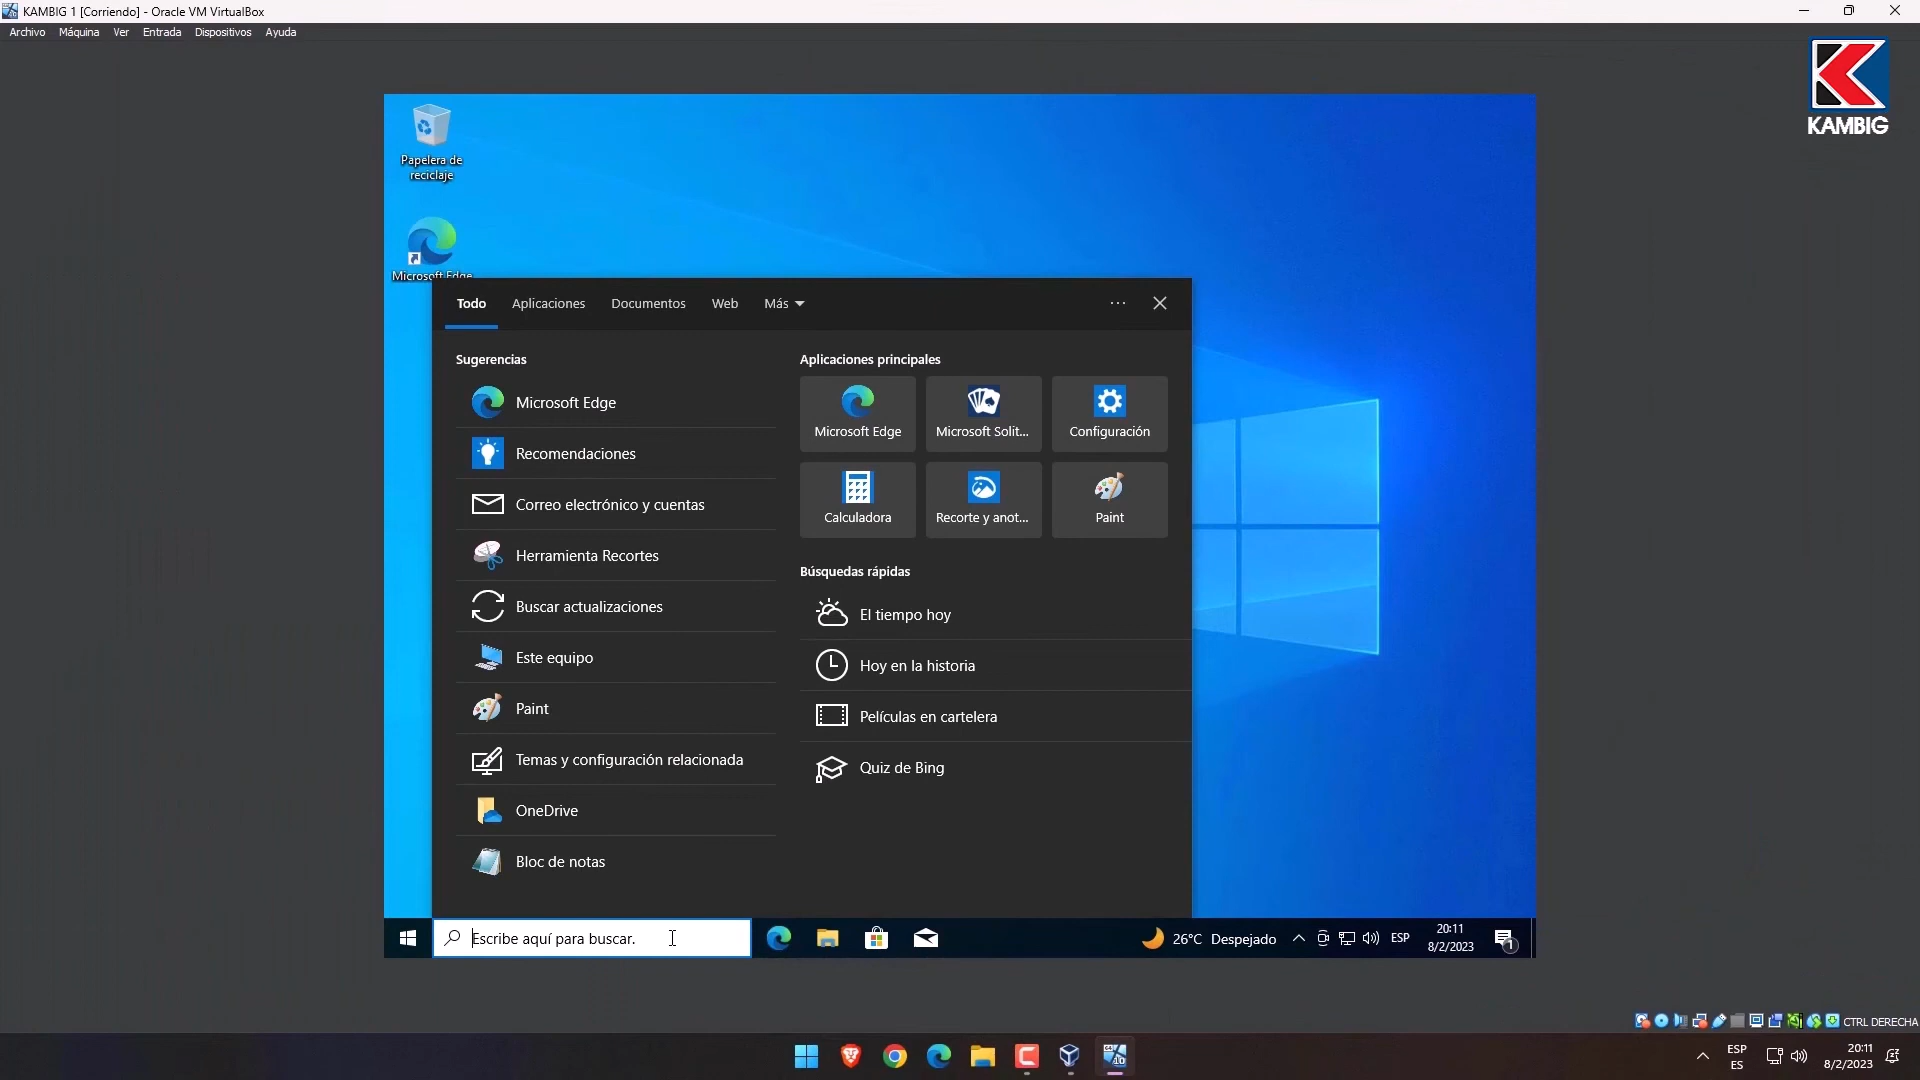 KAMBIG 1 [Corriendo] - Oracle VM VirtualBox
Archivo Máquina Ver Entrada Dispositivos Ayuda
KAMBIG
Papelera de
reciclaje
Microsoft Edge
Todo Aplicaciones Documentos Web Más
Sugerencias
Microsoft Edge
Recomendaciones
Correo electrónico y cuentas
Herramienta Recortes
Buscar actualizaciones
Este equipo
Paint
Temas y configuración relacionada
OneDrive
Bloc de notas
Aplicaciones principales
Microsoft Edge
Microsoft Solit...
Configuración
Calculadora
Recorte y anot...
Paint
Búsquedas rápidas
El tiempo hoy
Hoy en la historia
Películas en cartelera
Quiz de Bing
Escribe aquí para buscar.
26°C Despejado
ESP
20:11
8/2/2023
1
CTRL DERECHA
ESP
ES
20:11
8/2/2023